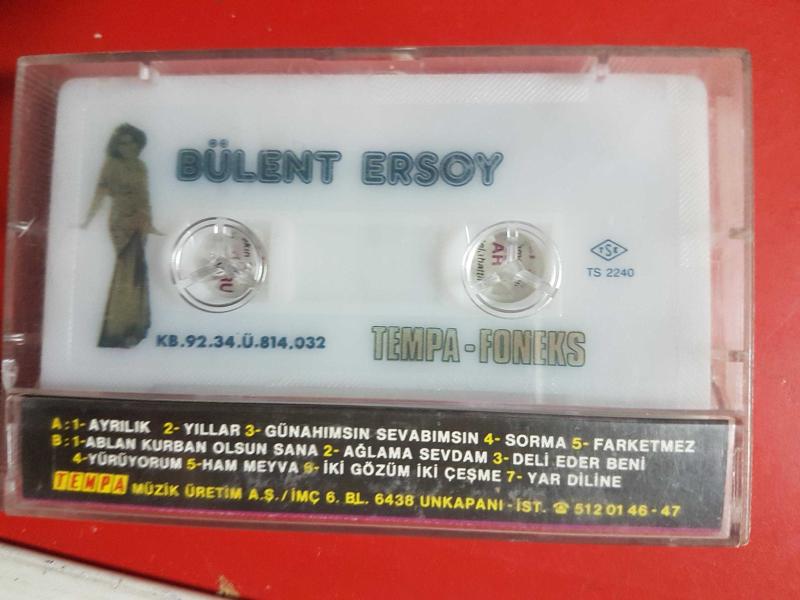 BÜLENT ERSOY
TSE
TS 2240
KB.92.34.Ü.814.032
TEMPA - FONEKS
A: 1- AYRILIK 2- YILLAR 3- GÜNAHIMSIN SEVABIMSIN 4- SORMA 5- FARKETMEZ
B: 1- ABLAN KURBAN OLSUN SANA 2- AĞLAMA SEVDAM 3- DELİ EDER BENİ
4- YÜRÜYORUM 5- HAM MEYVA 6- İKİ GÖZÜM İKİ ÇEŞME 7- YAR DİLİNE
TEMPA MÜZİK ÜRETİM A.Ş./İMÇ 6. BL. 6438 UNKAPANI - İST. ☎ 512 01 46 - 47